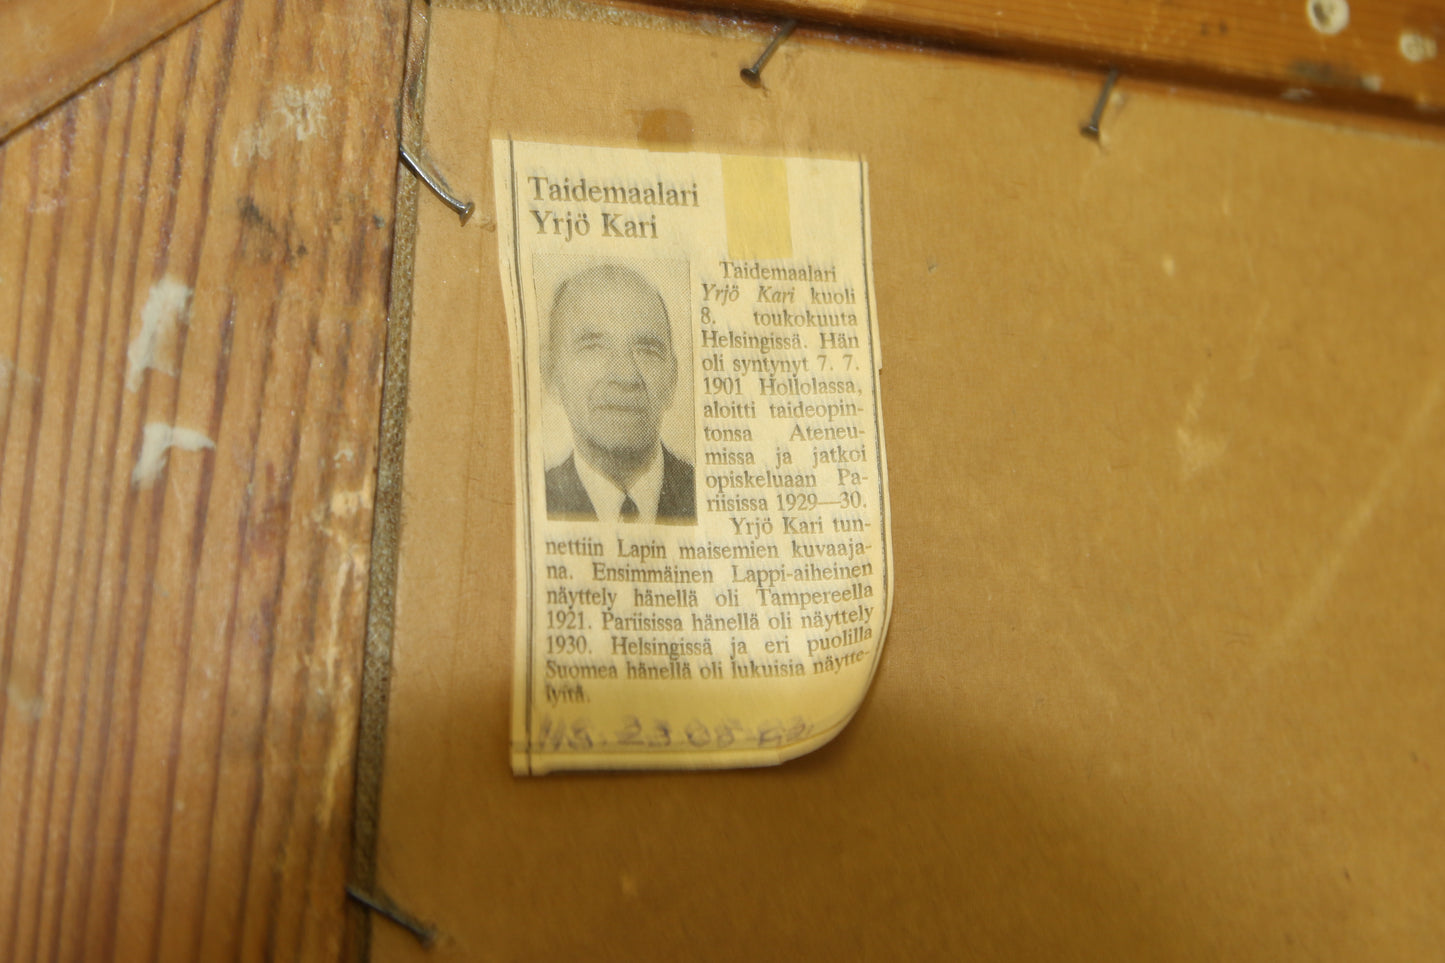 Taidemaalari
Yrjö Kari
Taidemaalari
Yrjö Kari kuoli
8. toukokuuta
Helsingissä. Hän
oli syntynyt 7. 7.
1901 Hollolassa,
aloitti taideopin-
tonsa Ateneu-
missa ja jatkoi
opiskeluaan Pa-
riisissa 1929—30.
Yrjö Kari tun-
nettiin Lapin maisemien kuvaaja-
na. Ensimmäinen Lappi-aiheinen
näyttely hänellä oli Tampereella
1921. Pariisissa hänellä oli näyttely
1930. Helsingissä ja eri puolilla
Suomea hänellä oli lukuisia näytte-
lyitä.